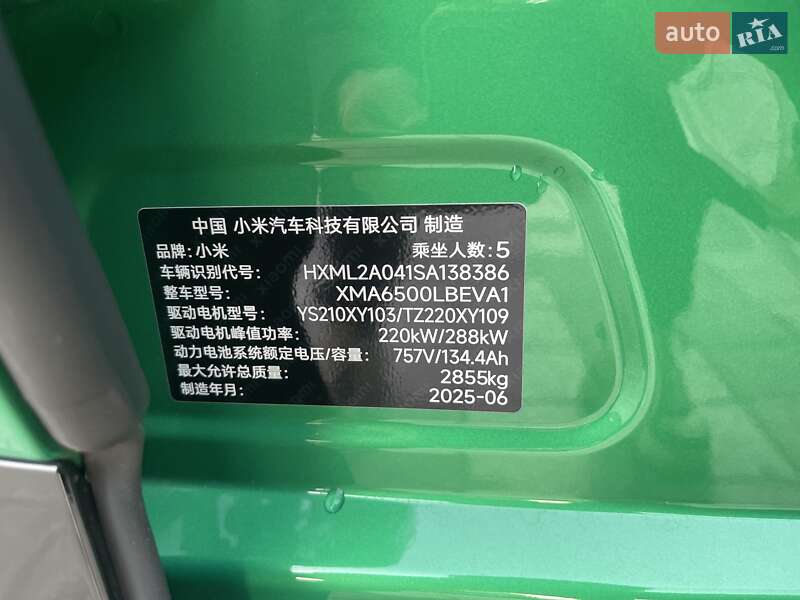 auto RIA
中国 小米汽车科技有限公司 制造
品牌：小米 乘坐人数：5
车辆识别代号： HXML2A041SA138386
整车型号： XMA6500LBEVA1
驱动电机型号： YS210XY103/TZ220XY109
驱动电机峰值功率： 220kW/288kW
动力电池系统额定电压/容量： 757V/134.4Ah
最大允许总质量： 2855kg
制造年月： 2025-06